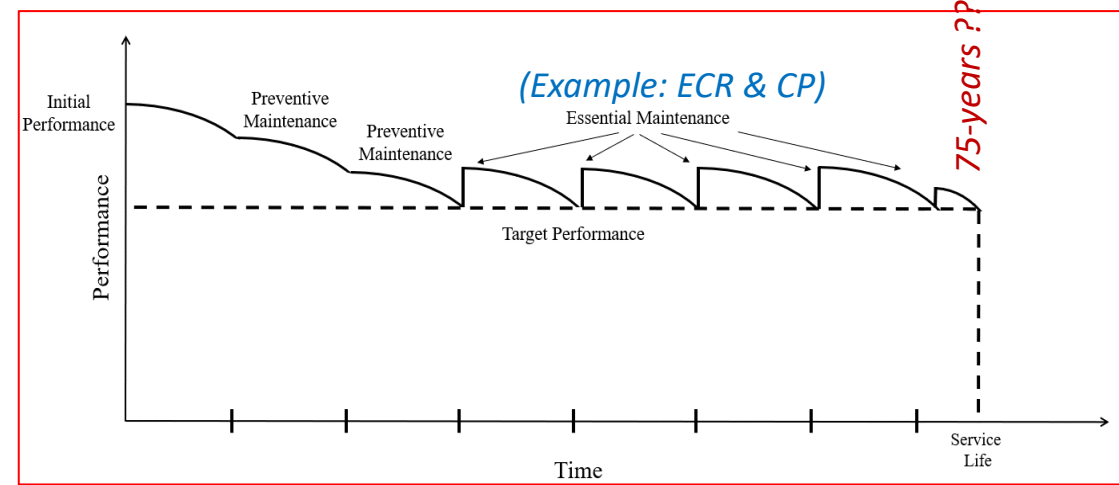 75-years ??
(Example: ECR & CP)
Initial
Performance
Preventive
Maintenance
Preventive
Maintenance
Essential Maintenance
Target Performance
Performance
Service
Life
Time